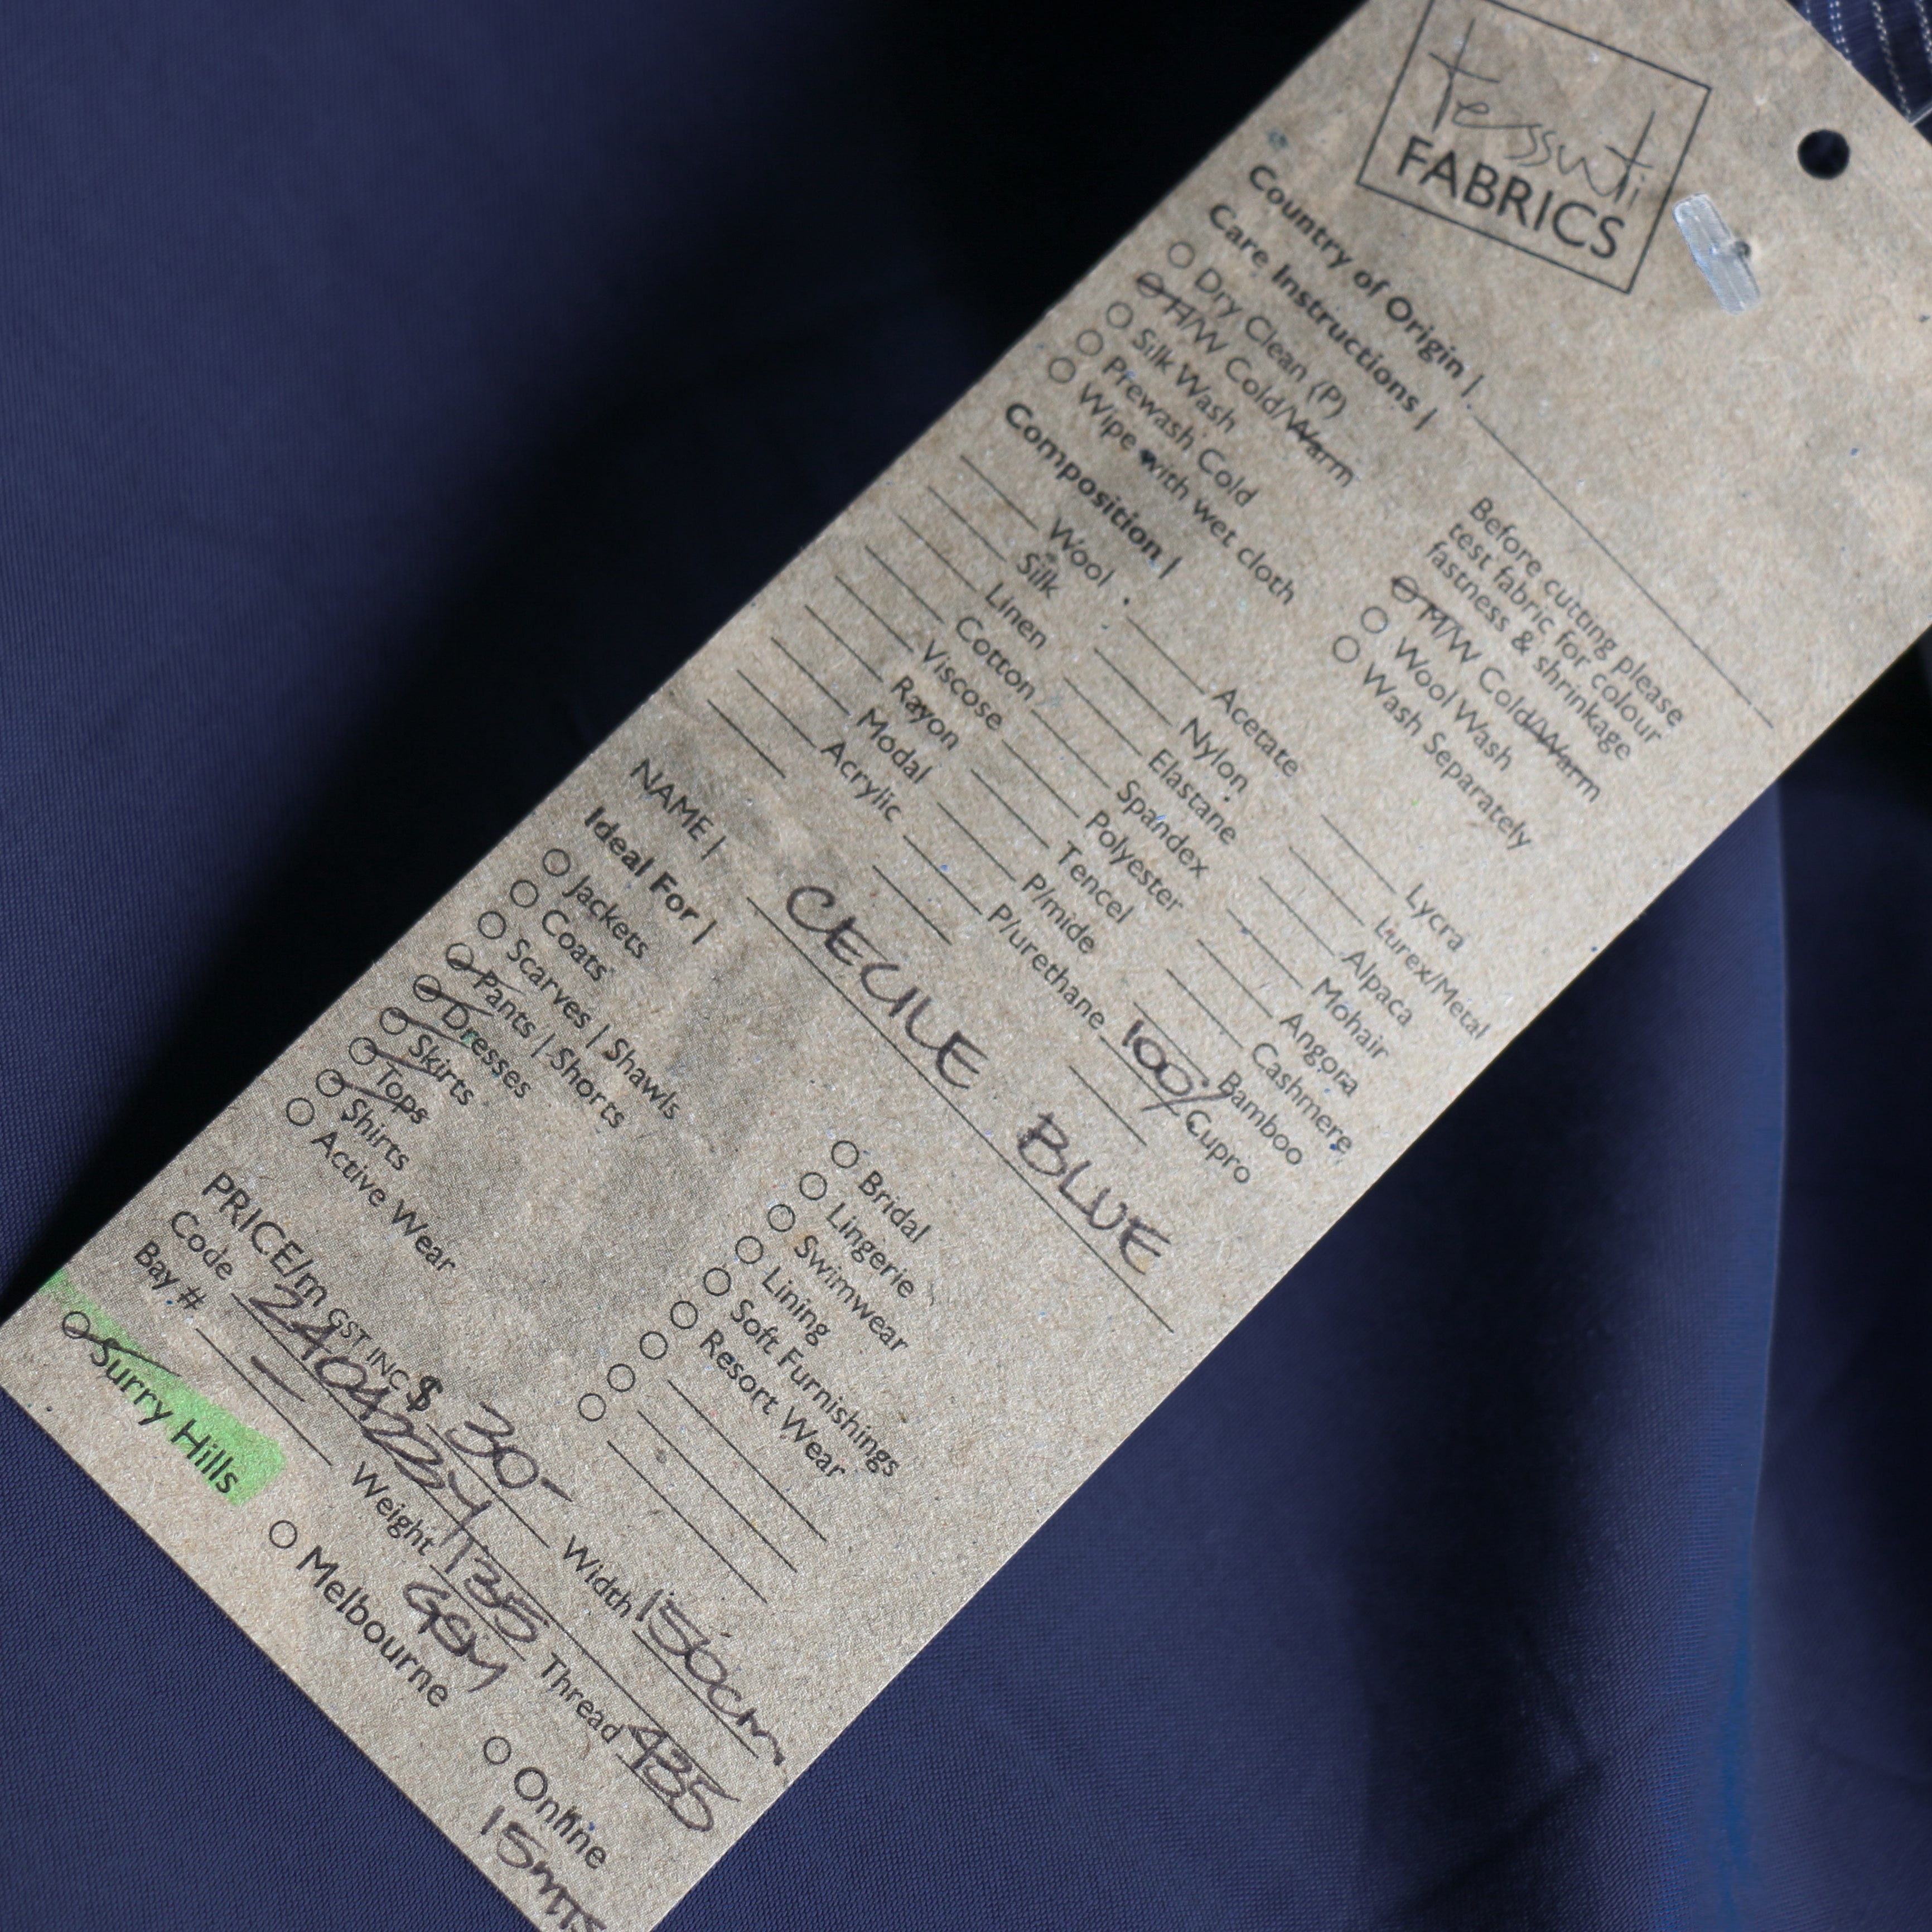 tessuti
FABRICS
Country of Origin |
Care Instructions |
Dry Clean (P)
H/W Cold/Warm
Silk Wash
Prewash Cold
Wipe with wet cloth
Before cutting please
test fabric for colour
fastness & shrinkage
M/W Cold/Warm
Wool Wash
Wash Separately
Composition |
Wool
Silk
Linen
Cotton
Viscose
Rayon
Modal
Acrylic
Acetate
Nylon
Elastane
Spandex
Polyester
Tencel
P/mide
P/urethane
Lycra
Lurex/Metal
Alpaca
Mohair
Angora
Cashmere
Bamboo
100% Cupro
NAME | CECILE BLUE
Ideal For |
Jackets
Coats
Scarves | Shawls
Pants | Shorts
Dresses
Skirts
Tops
Shirts
Active Wear
Bridal
Lingerie
Swimwear
Lining
Soft Furnishings
Resort Wear
PRICE/m GST INC $ 30- Width 150cm
Code Thread 435
Bay # — Weight 135 GSM
Surry Hills Melbourne Online
15mts